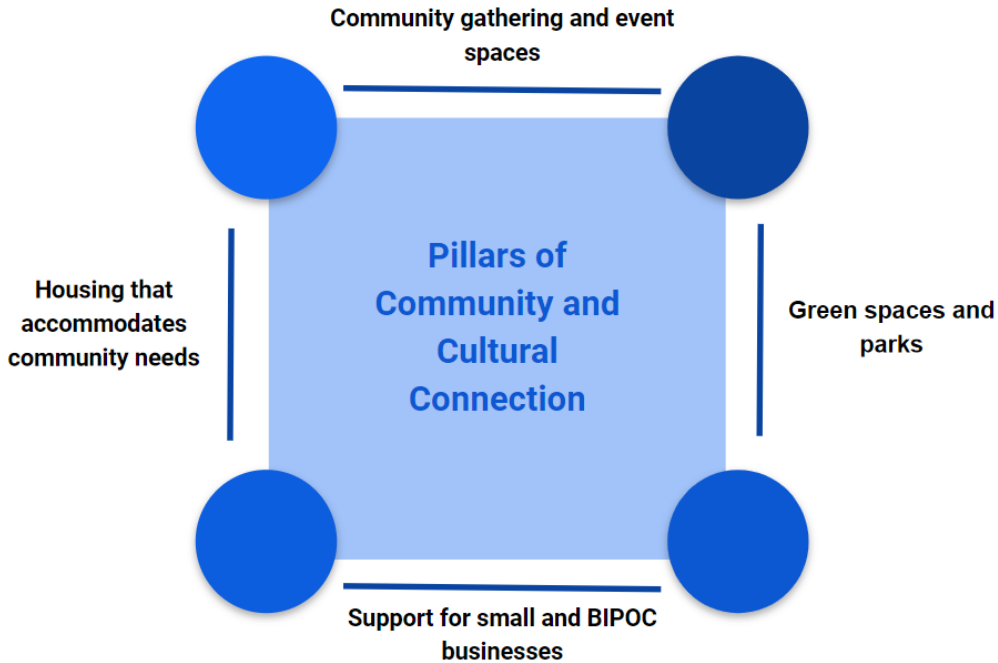 Community gathering and event
spaces
Pillars of
Community and
Cultural
Connection
Housing that
accommodates
community needs
Green spaces and
parks
Support for small and BIPOC
businesses